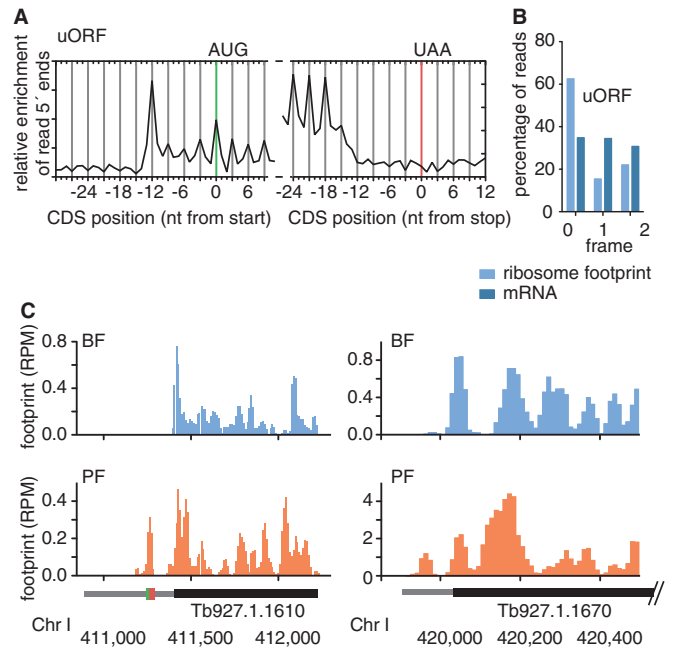 A
uORF
AUG
UAA
relative enrichment
of read 5´ ends
-24 -18 -12 -6 0 6
-24 -18 -12 -6 0 6 12
CDS position (nt from start)
CDS position (nt from stop)
B
80
60
40
20
0
percentage of reads
uORF
0 1 2
frame
ribosome footprint
mRNA
C
BF
footprint (RPM)
0.8
0.4
0.0
BF
0.8
0.4
0.0
PF
footprint (RPM)
0.4
0.2
0.0
PF
4
2
0
Tb927.1.1610
Chr I
411,000 411,500 412,000
Tb927.1.1670
Chr I
420,000 420,200 420,400